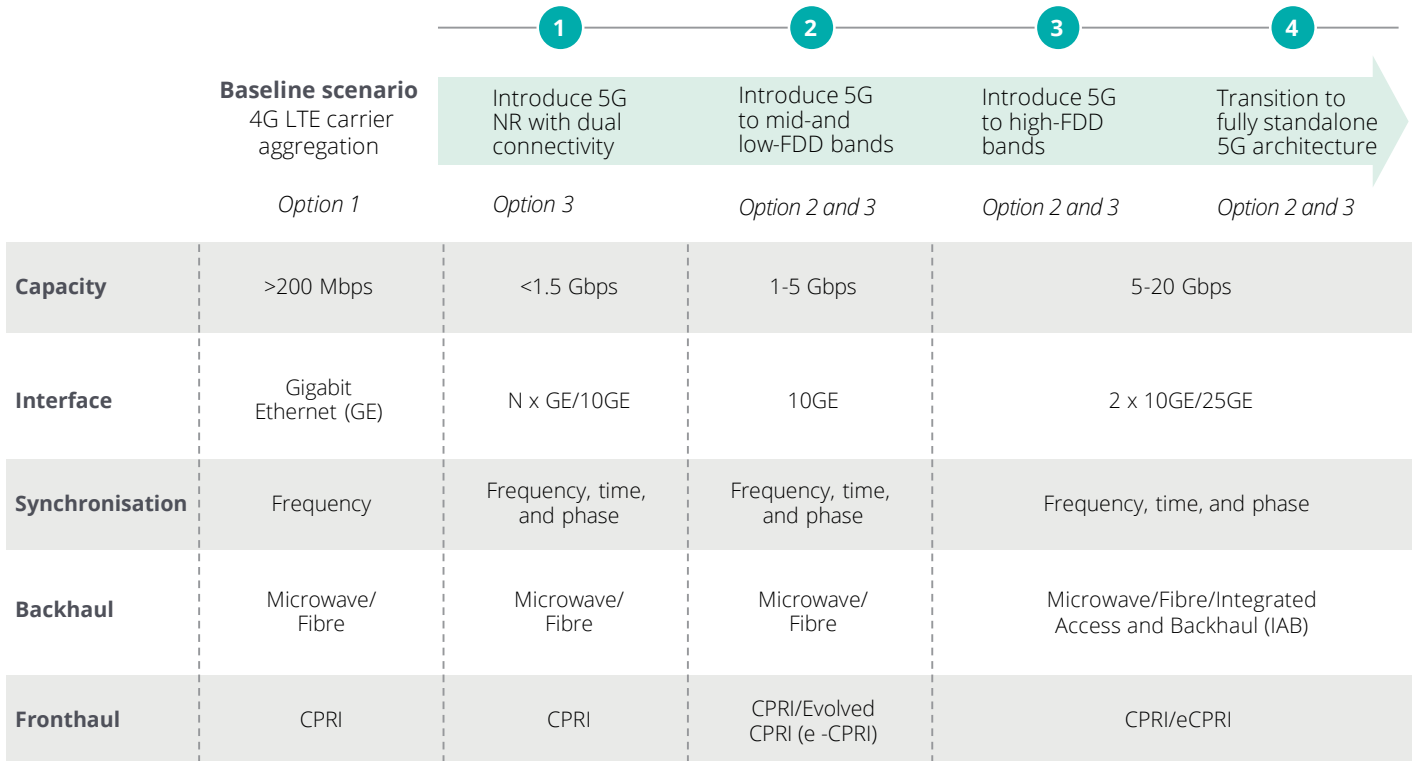 1
2
3
4
Baseline scenario
4G LTE carrier
aggregation
Introduce 5G
NR with dual
connectivity
Introduce 5G
to mid-and
low-FDD bands
Introduce 5G
to high-FDD
bands
Transition to
fully standalone
5G architecture
Option 1
Option 3
Option 2 and 3
Option 2 and 3
Option 2 and 3
Capacity
>200 Mbps
<1.5 Gbps
1-5 Gbps
5-20 Gbps
Interface
Gigabit
Ethernet (GE)
N x GE/10GE
10GE
2 x 10GE/25GE
Synchronisation
Frequency
Frequency, time,
and phase
Frequency, time,
and phase
Frequency, time, and phase
Backhaul
Microwave/
Fibre
Microwave/
Fibre
Microwave/
Fibre
Microwave/Fibre/Integrated
Access and Backhaul (IAB)
Fronthaul
CPRI
CPRI
CPRI/Evolved
CPRI (e -CPRI)
CPRI/eCPRI